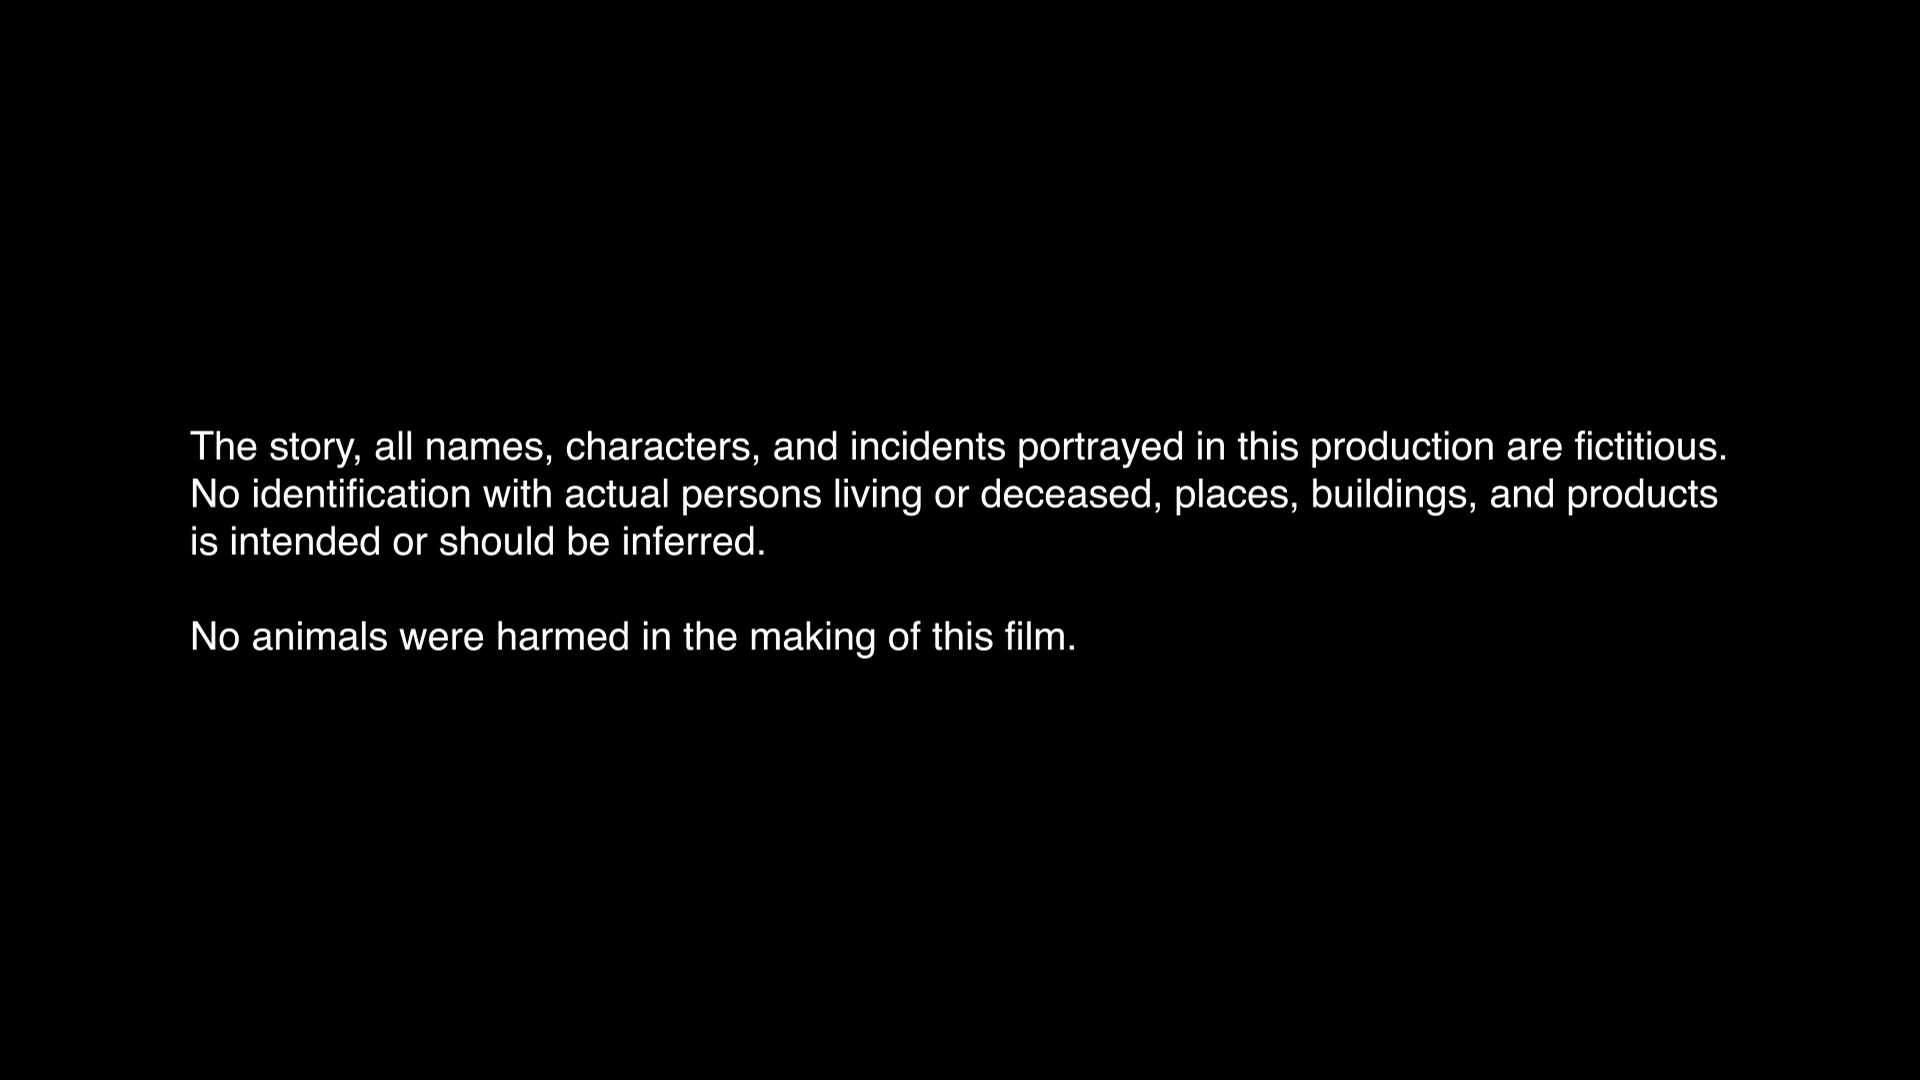 The story, all names, characters, and incidents portrayed in this production are fictitious.
No identification with actual persons living or deceased, places, buildings, and products
is intended or should be inferred.
No animals were harmed in the making of this film.